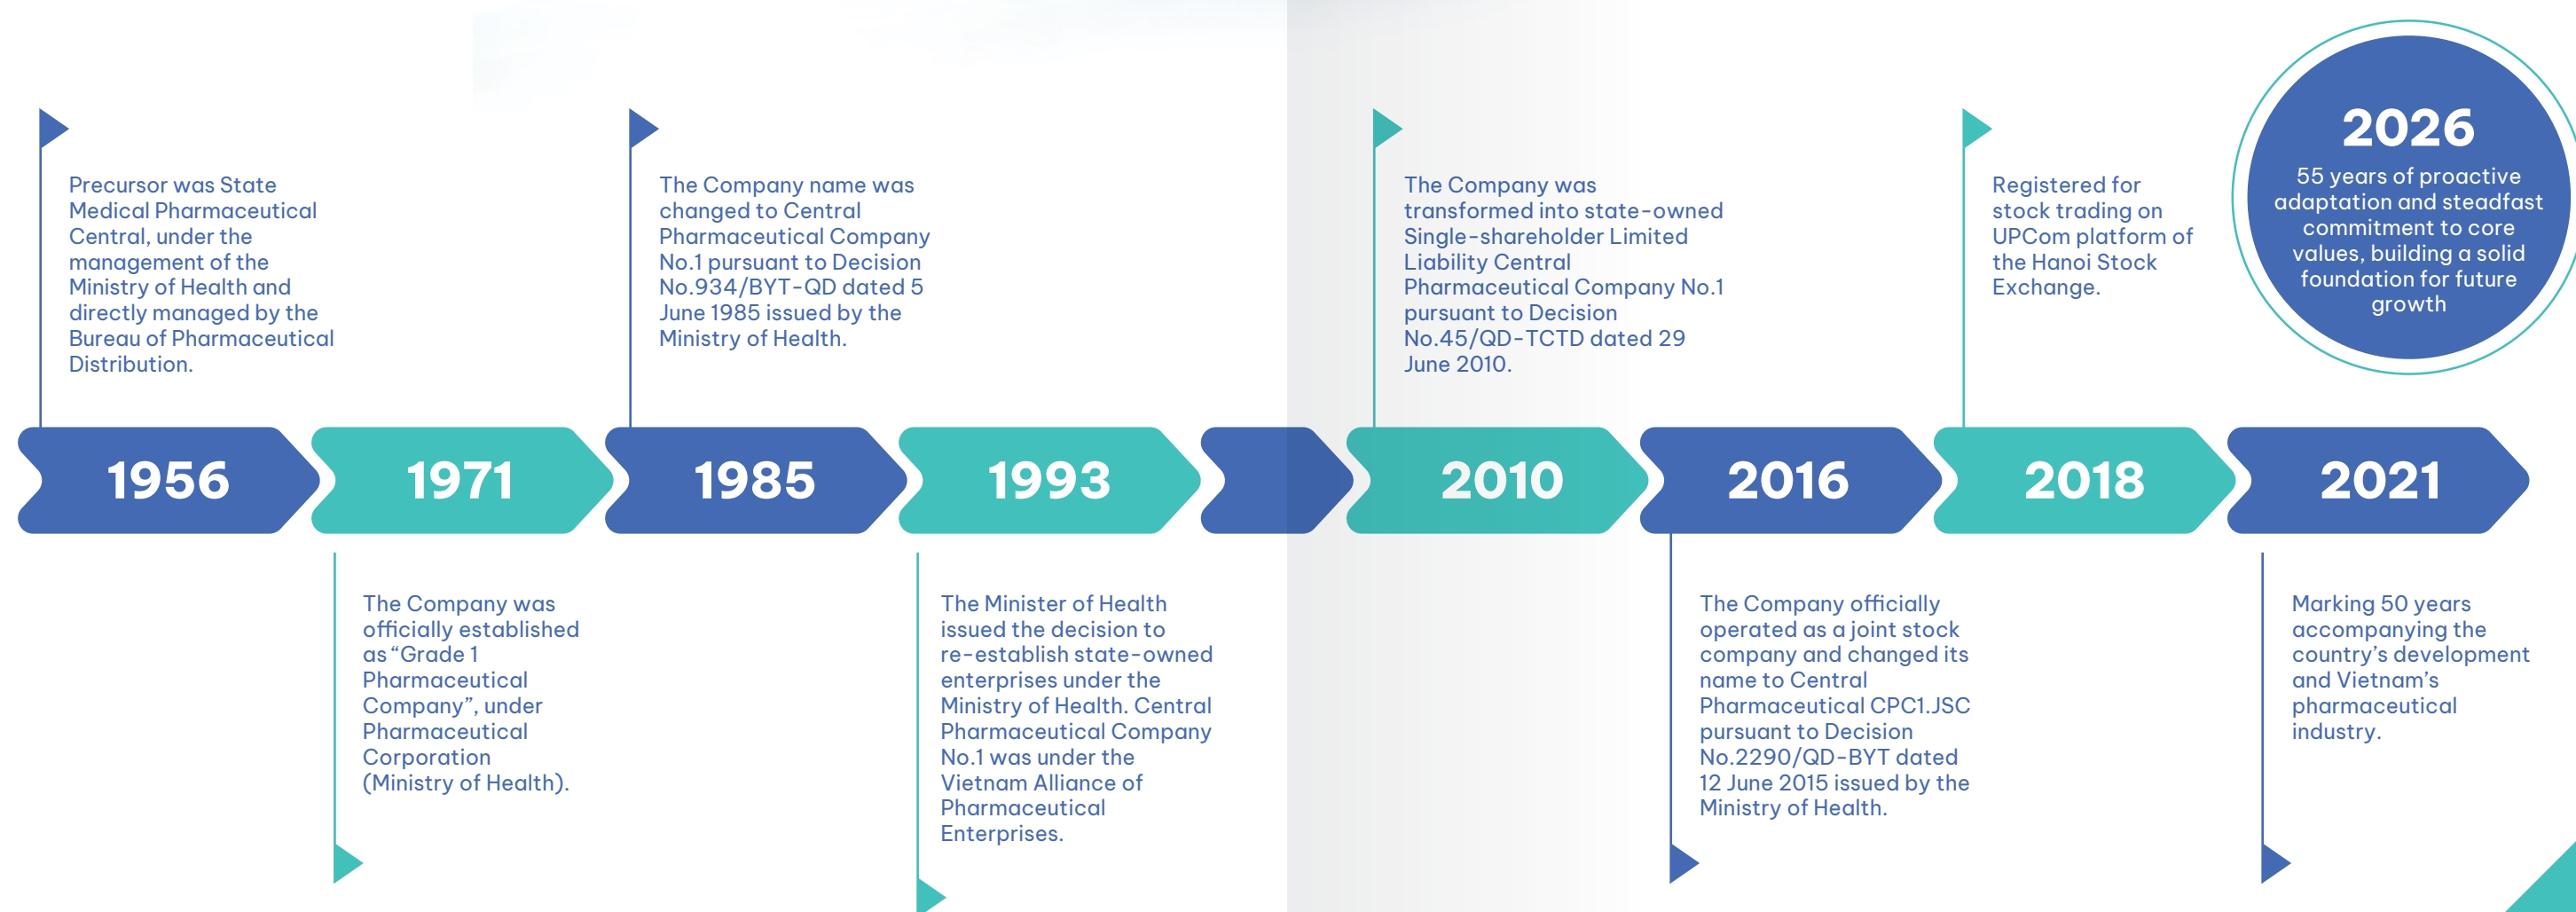 Precursor was State
Medical Pharmaceutical
Central, under the
management of the
Ministry of Health and
directly managed by the
Bureau of Pharmaceutical
Distribution.
The Company name was
changed to Central
Pharmaceutical Company
No.1 pursuant to Decision
No.934/BYT-QD dated 5
June 1985 issued by the
Ministry of Health.
The Company was
transformed into state-owned
Single-shareholder Limited
Liability Central
Pharmaceutical Company No.1
pursuant to Decision
No.45/QD-TCTD dated 29
June 2010.
Registered for
stock trading on
UPCom platform of
the Hanoi Stock
Exchange.
2026
55 years of proactive
adaptation and steadfast
commitment to core
values, building a solid
foundation for future
growth
1956
1971
1985
1993
2010
2016
2018
2021
The Company was
officially established
as “Grade 1
Pharmaceutical
Company”, under
Pharmaceutical
Corporation
(Ministry of Health).
The Minister of Health
issued the decision to
re-establish state-owned
enterprises under the
Ministry of Health. Central
Pharmaceutical Company
No.1 was under the
Vietnam Alliance of
Pharmaceutical
Enterprises.
The Company officially
operated as a joint stock
company and changed its
name to Central
Pharmaceutical CPC1.JSC
pursuant to Decision
No.2290/QD-BYT dated
12 June 2015 issued by the
Ministry of Health.
Marking 50 years
accompanying the
country’s development
and Vietnam’s
pharmaceutical
industry.